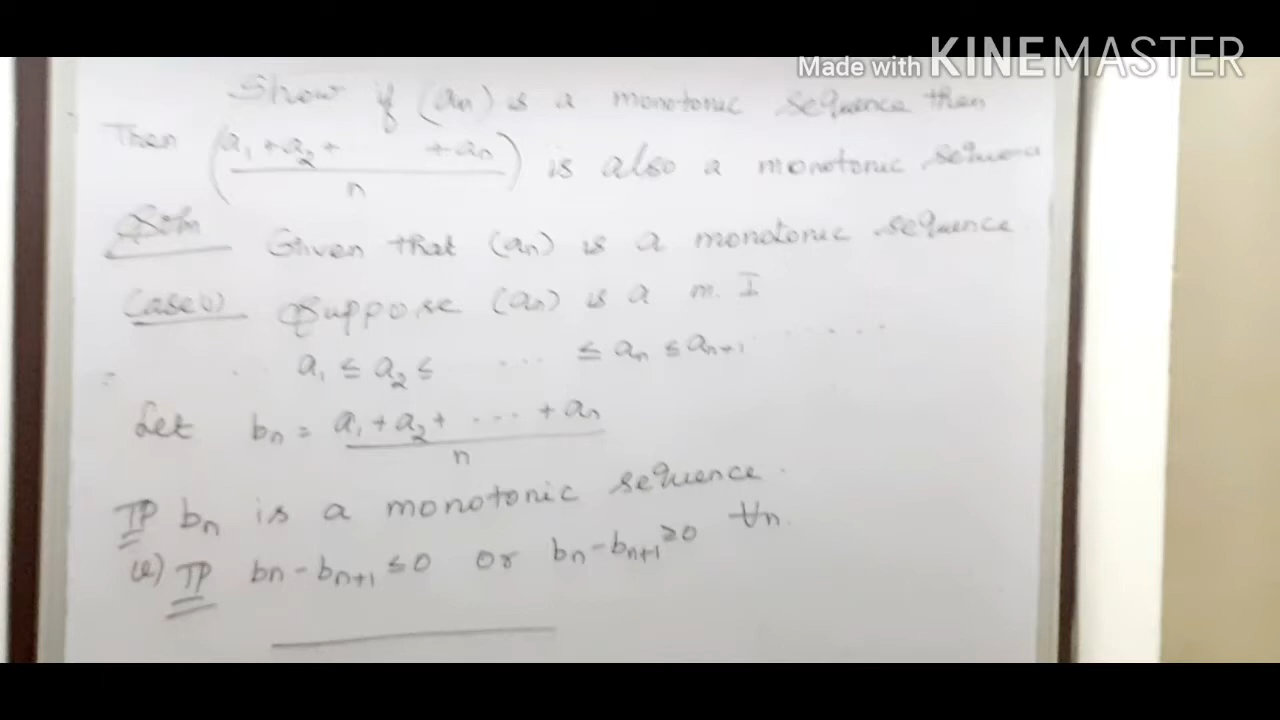 Made with KINEMASTER
Show if (an) is a monotonic sequence then
Then (a₁ + a₂ + + an / n) is also a monotonic
Soln Given that (an) is a monotonic sequence.
Case (i) Suppose (an) is a m. I
a₁ ≤ a₂ ≤ ... ≤ an ≤ an+1 ......
Let bn = a₁ + a₂ + ... + an / n
TP bn is a monotonic sequence.
(ie) TP bn - bn+1 ≤ 0 or bn - bn+1 ≥ 0 ∀n.